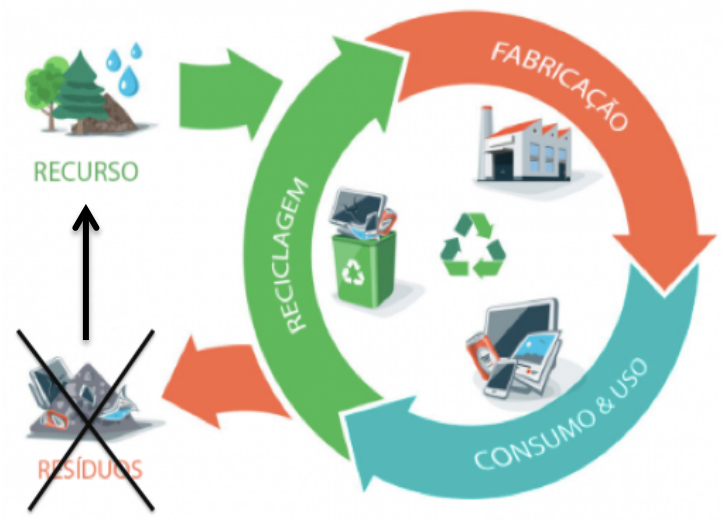 RECURSO
FABRICAÇÃO
RECICLAGEM
CONSUMO & USO
RESÍDUOS